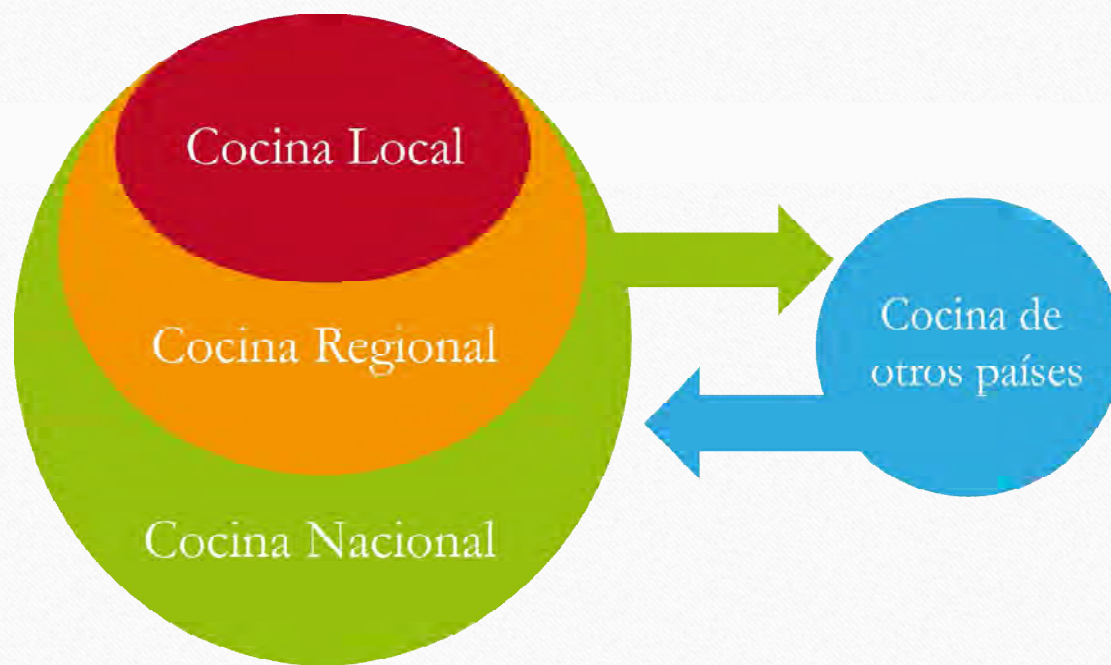 Cocina Local
Cocina Regional
Cocina Nacional
Cocina de
otros países